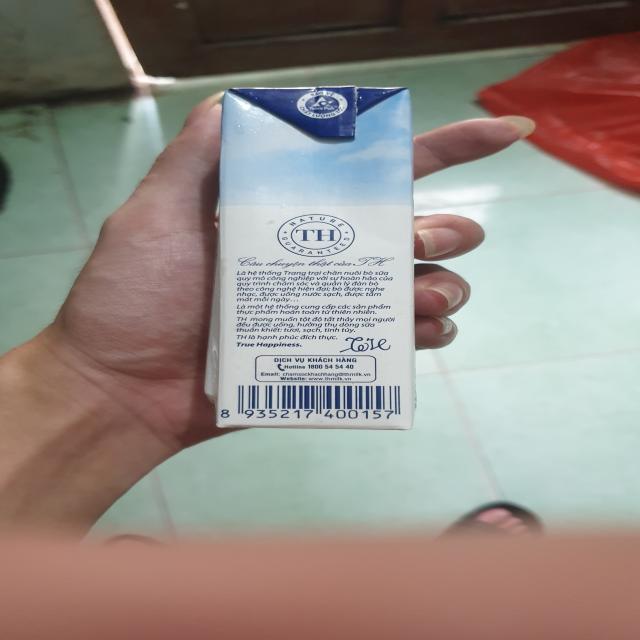 NATURE
TH
GUARANTEED
Câu chuyện thật của TH
Là hệ thống Trang trại chăn nuôi bò sữa
quy mô công nghiệp với sự hoàn hảo của
quy trình chăm sóc và quản lý đàn bò
theo công nghệ hiện đại; bò được nghe
nhạc, được uống nước sạch, được tắm
mát mỗi ngày...
Là một hệ thống cung cấp các sản phẩm
thực phẩm hoàn toàn từ thiên nhiên.
TH mong muốn tột độ tất thảy mọi người
đều được uống, hưởng thụ dòng sữa
thuần khiết: tươi, sạch, tinh túy.
TH là hạnh phúc đích thực.
True Happiness.
DỊCH VỤ KHÁCH HÀNG
Hotline 1800 54 54 40
Email: chamsockhachhang@thmilk.vn
Website: www.thmilk.vn
8 935217 400157